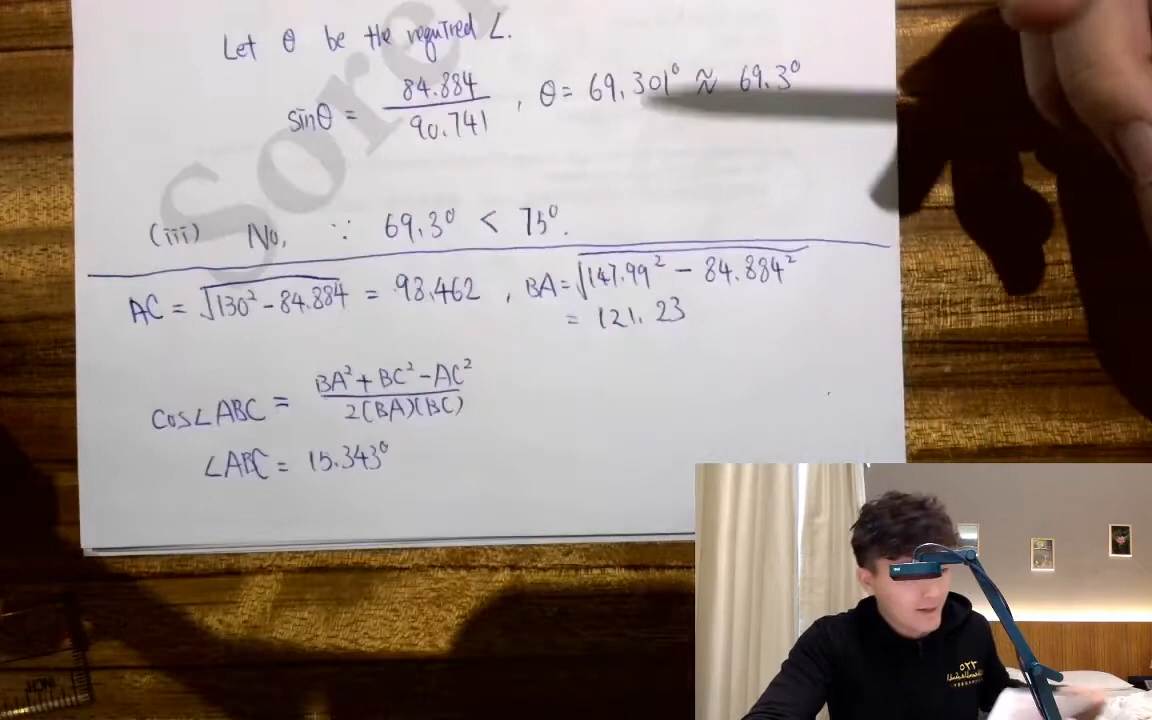 Let θ be the required ∠.
sinθ = 84.884 / 90.741 , θ = 69.301° ≈ 69.3°
(iii) No, ∵ 69.3° < 75°.
AC = √(130² - 84.884) = 98.462 , BA = √(147.99² - 84.884²)
= 121.23
cos∠ABC = (BA² + BC² - AC²) / 2(BA)(BC)
∠ABC = 15.343°